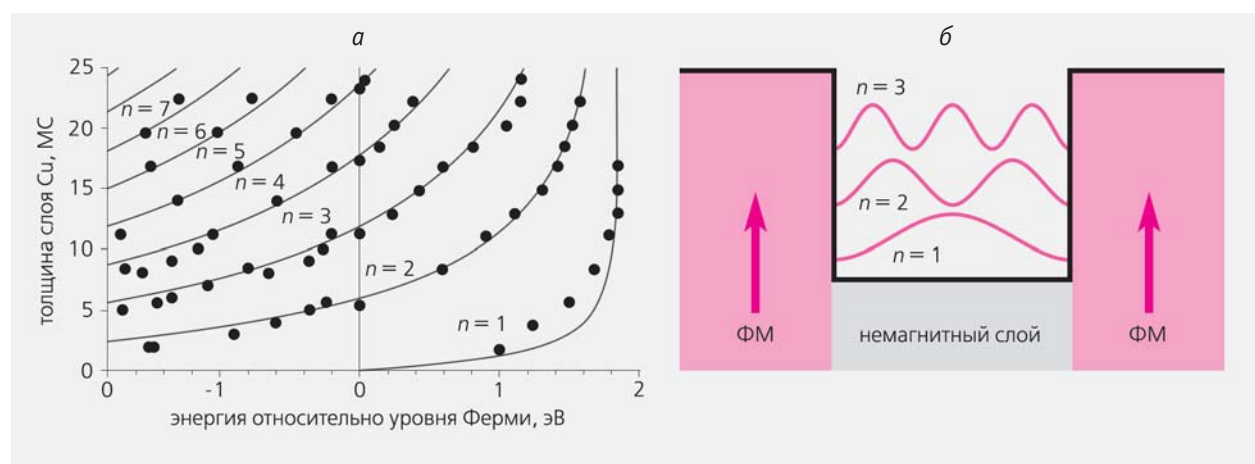 а
25
20
15
10
5
0
толщина слоя Cu, МС
n = 7
n = 6
n = 5
n = 4
n = 3
n = 2
n = 1
0
-1
0
1
2
энергия относительно уровня Ферми, эВ
б
n = 3
n = 2
n = 1
ФМ
немагнитный слой
ФМ